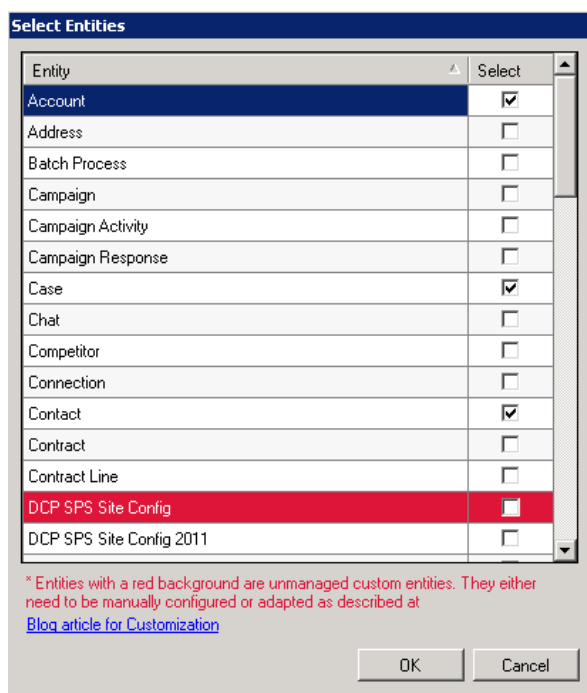 Select Entities
Entity Select
Account
Address
Batch Process
Campaign
Campaign Activity
Campaign Response
Case
Chat
Competitor
Connection
Contact
Contract
Contract Line
DCP SPS Site Config
DCP SPS Site Config 2011
* Entities with a red background are unmanaged custom entities. They either
need to be manually configured or adapted as described at
Blog article for Customization
OK Cancel